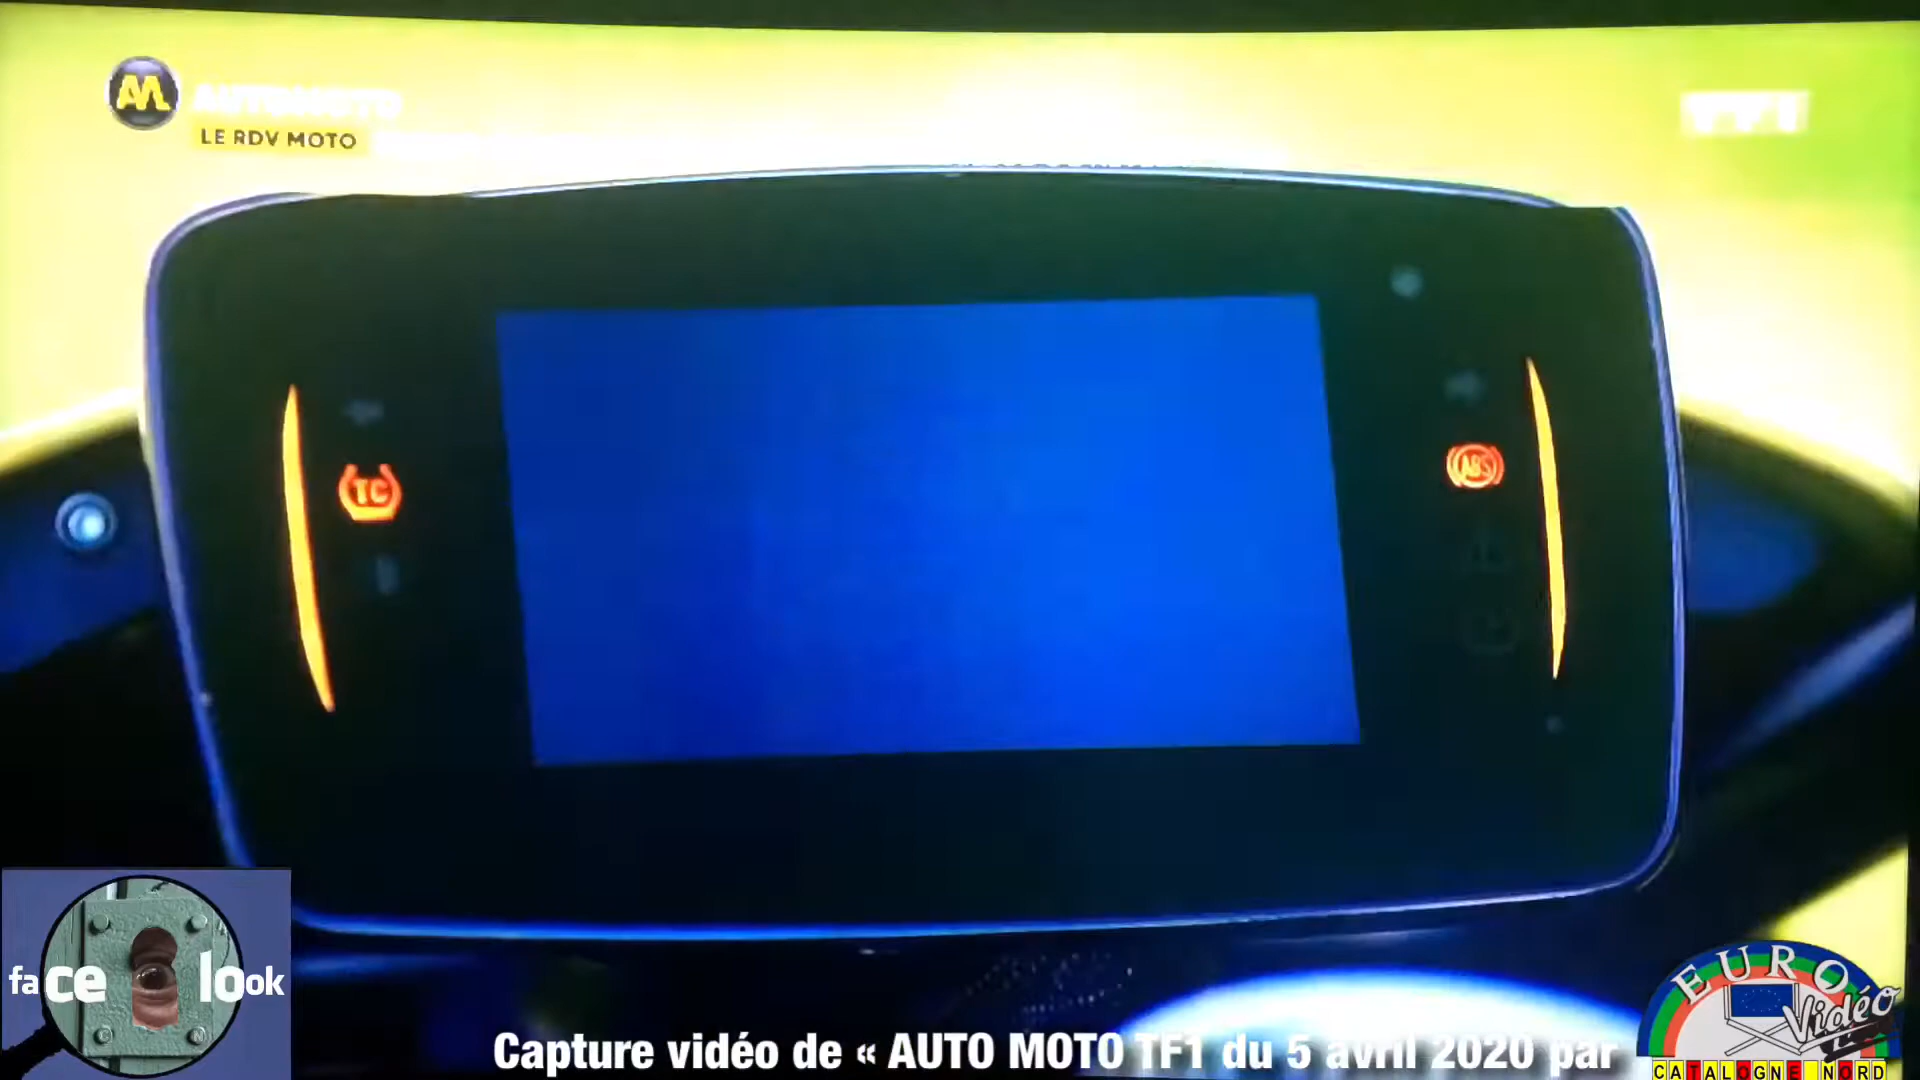 AUTOMOTO
TF1
LE RDV MOTO
TC
ABS
face look
EURO
Vidéo
CATALOGNE NORD
Capture vidéo de « AUTO MOTO TF1 du 5 avril 2020 par